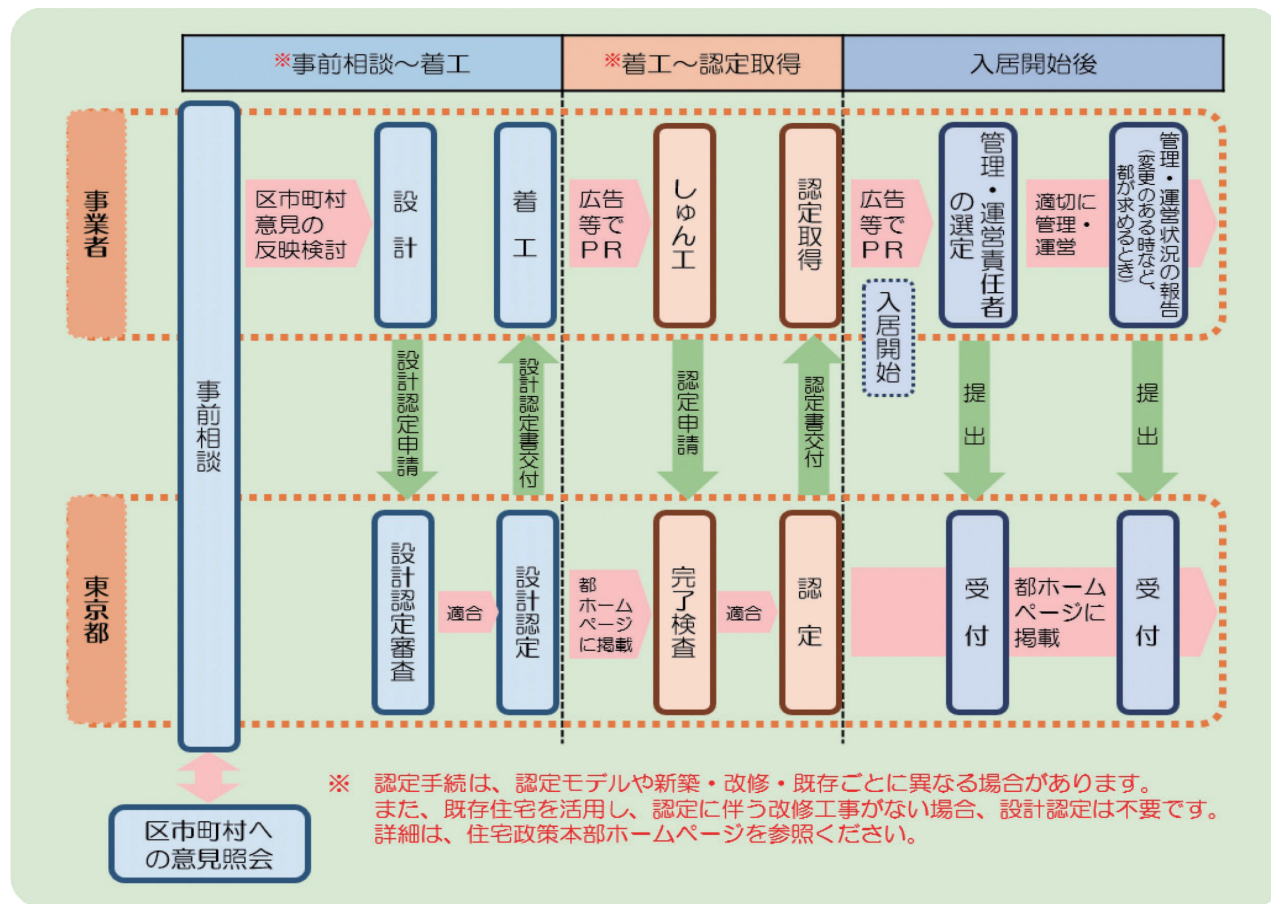 ※事前相談～着工
※着工～認定取得
入居開始後
事業者
事前相談
区市町村
意見の
反映検討
設計
着工
広告
等で
ＰＲ
しゅん工
認定取得
広告
等で
ＰＲ
入居開始
管理・運営責任者
の選定
適切に
管理・
運営
管理・運営状況の報告
（変更のある時など、
都が求めるとき）
設計認定申請
設計認定書交付
認定申請
認定書交付
提出
提出
東京都
設計認定審査
適合
設計認定
都
ホーム
ページ
に掲載
完了検査
適合
認定
受付
都ホーム
ページに
掲載
受付
区市町村へ
の意見照会
※　認定手続は、認定モデルや新築・改修・既存ごとに異なる場合があります。
また、既存住宅を活用し、認定に伴う改修工事がない場合、設計認定は不要です。
詳細は、住宅政策本部ホームページを参照ください。